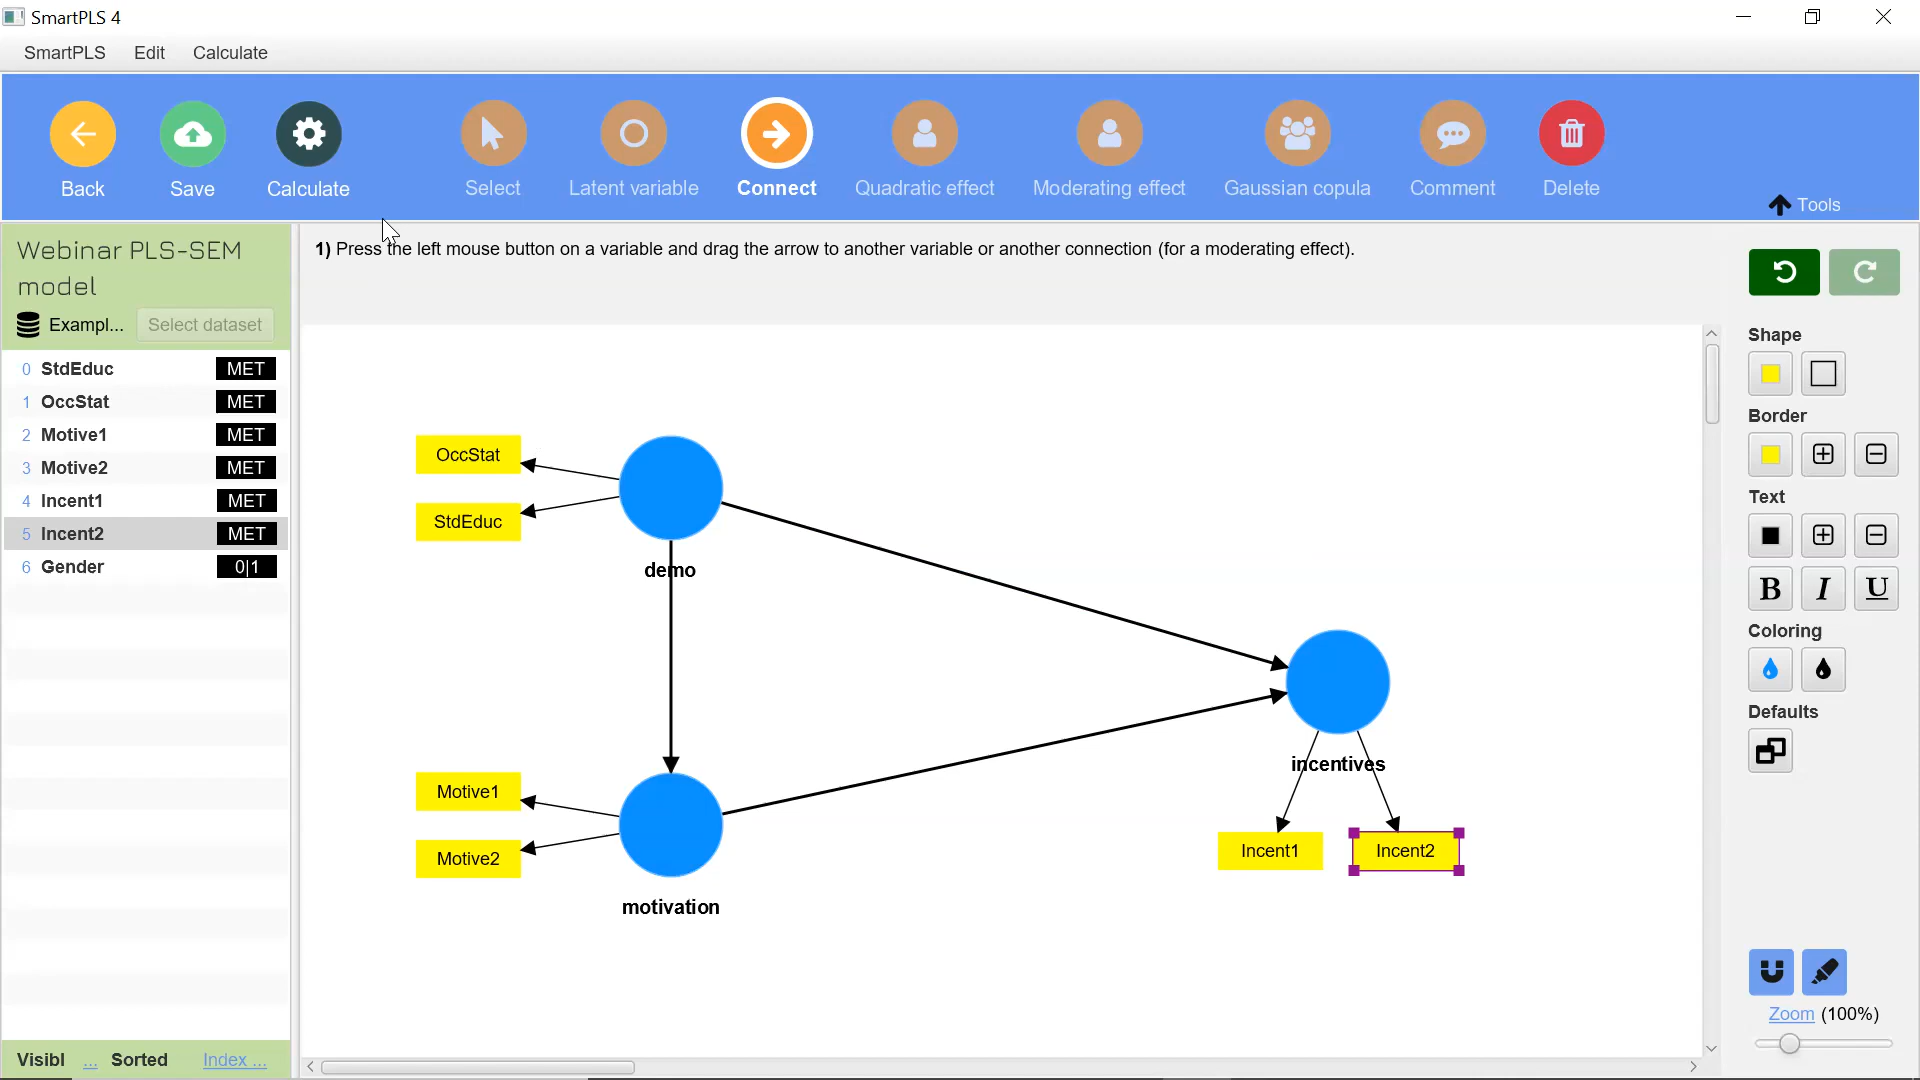 SmartPLS 4
SmartPLS Edit Calculate
Back Save Calculate Select Latent variable Connect Quadratic effect Moderating effect Gaussian copula Comment Delete
Tools
Webinar PLS-SEM
model
Exampl... Select dataset
1) Press the left mouse button on a variable and drag the arrow to another variable or another connection (for a moderating effect).
0 StdEduc MET
1 OccStat MET
2 Motive1 MET
3 Motive2 MET
4 Incent1 MET
5 Incent2 MET
6 Gender 0|1
OccStat
StdEduc
demo
Motive1
Motive2
motivation
incentives
Incent1 Incent2
Shape
Border
Text
B I U
Coloring
Defaults
Zoom (100%)
Visibl ... Sorted Index ...